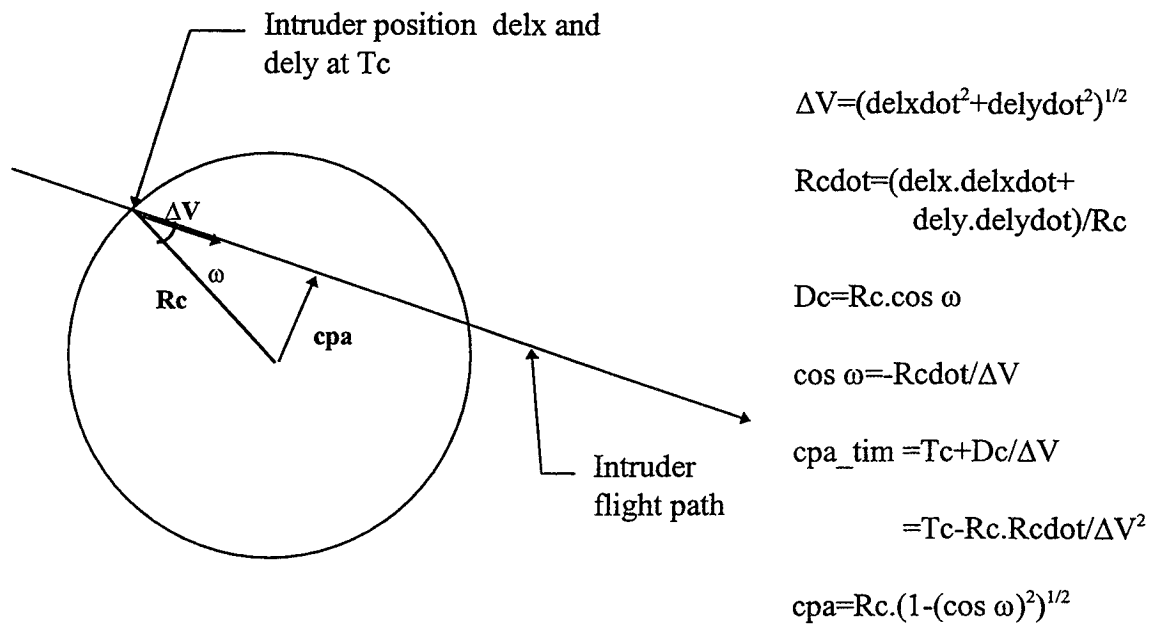 Intruder position delx and
dely at Tc
ΔV
ω
Rc
cpa
Intruder
flight path
ΔV=(delxdot²+delydot²)^1/2
Rcdot=(delx.delxdot+
dely.delydot)/Rc
Dc=Rc.cos ω
cos ω=-Rcdot/ΔV
cpa_tim =Tc+Dc/ΔV
=Tc-Rc.Rcdot/ΔV²
cpa=Rc.(1-(cos ω)²)^1/2